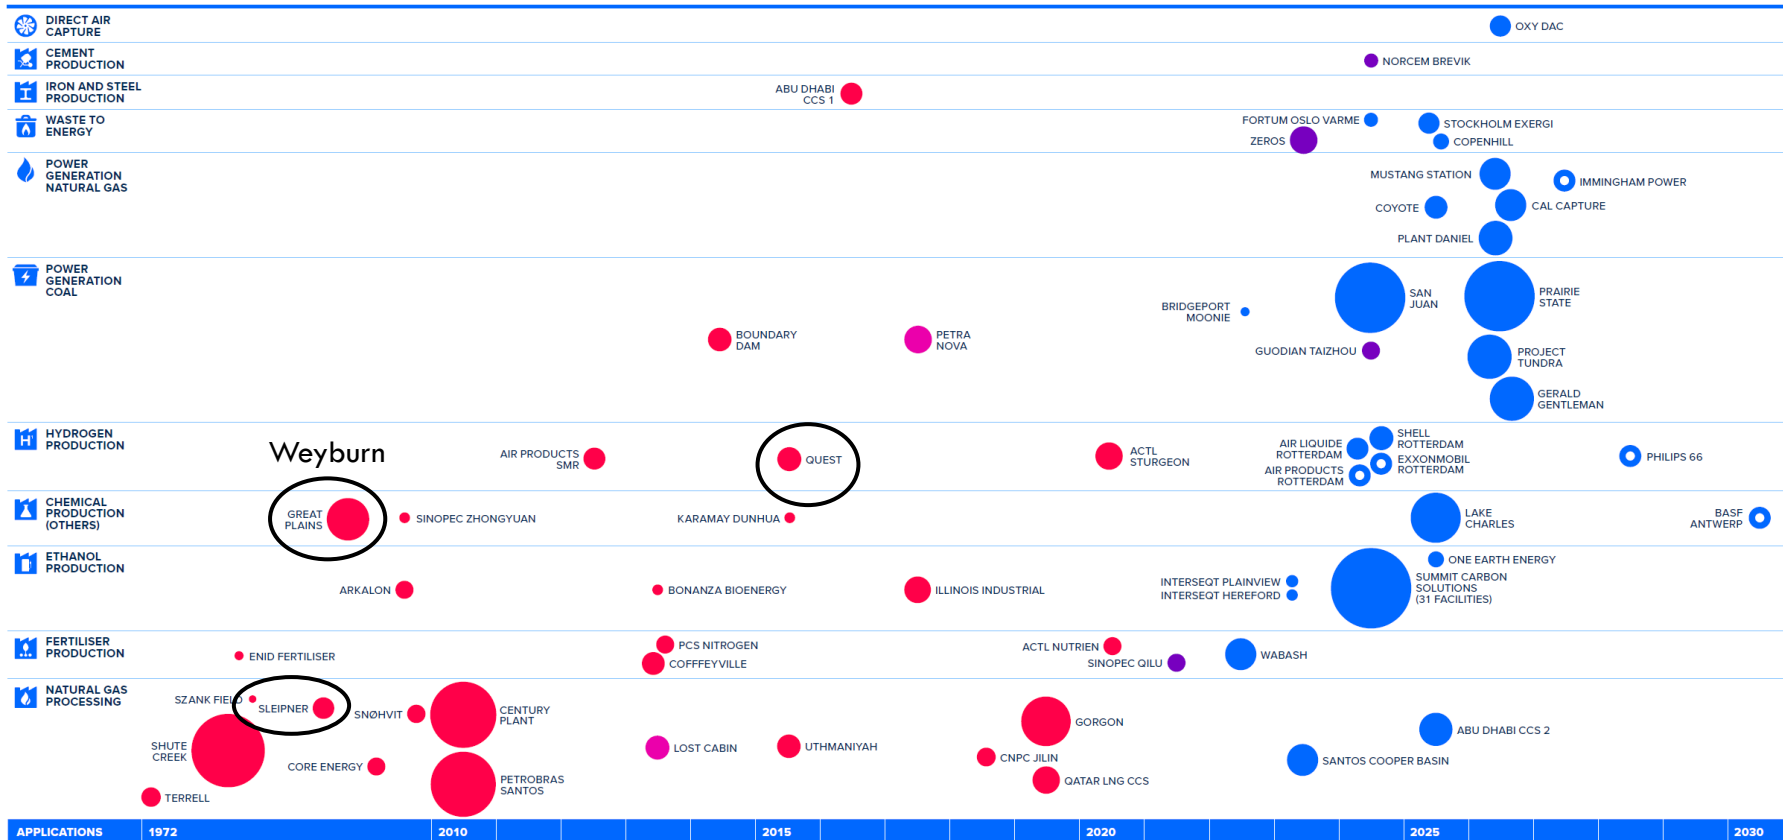 DIRECT AIR
CAPTURE
OXY DAC
CEMENT
PRODUCTION
NORCEM BREVIK
IRON AND STEEL
PRODUCTION
ABU DHABI
CCS 1
WASTE TO
ENERGY
FORTUM OSLO VARME
STOCKHOLM EXERGI
ZEROS
COPENHILL
POWER
GENERATION
NATURAL GAS
MUSTANG STATION
IMMINGHAM POWER
COYOTE
CAL CAPTURE
PLANT DANIEL
POWER
GENERATION
COAL
BRIDGEPORT
MOONIE
SAN
JUAN
PRAIRIE
STATE
BOUNDARY
DAM
PETRA
NOVA
GUODIAN TAIZHOU
PROJECT
TUNDRA
GERALD
GENTLEMAN
HYDROGEN
PRODUCTION
Weyburn
AIR PRODUCTS
SMR
QUEST
ACTL
STURGEON
AIR LIQUIDE
ROTTERDAM
SHELL
ROTTERDAM
AIR PRODUCTS
ROTTERDAM
EXXONMOBIL
ROTTERDAM
PHILIPS 66
CHEMICAL
PRODUCTION
(OTHERS)
GREAT
PLAINS
SINOPEC ZHONGYUAN
KARAMAY DUNHUA
LAKE
CHARLES
BASF
ANTWERP
ETHANOL
PRODUCTION
ARKALON
BONANZA BIOENERGY
ILLINOIS INDUSTRIAL
INTERSEQT PLAINVIEW
INTERSEQT HEREFORD
ONE EARTH ENERGY
SUMMIT CARBON
SOLUTIONS
(31 FACILITIES)
FERTILISER
PRODUCTION
ENID FERTILISER
PCS NITROGEN
COFFFEYVILLE
ACTL NUTRIEN
SINOPEC QILU
WABASH
NATURAL GAS
PROCESSING
SZANK FIELD
SLEIPNER
SNØHVIT
CENTURY
PLANT
SHUTE
CREEK
CORE ENERGY
PETROBRAS
SANTOS
TERRELL
LOST CABIN
UTHMANIYAH
GORGON
CNPC JILIN
QATAR LNG CCS
ABU DHABI CCS 2
SANTOS COOPER BASIN
APPLICATIONS 1972 2010 2015 2020 2025 2030